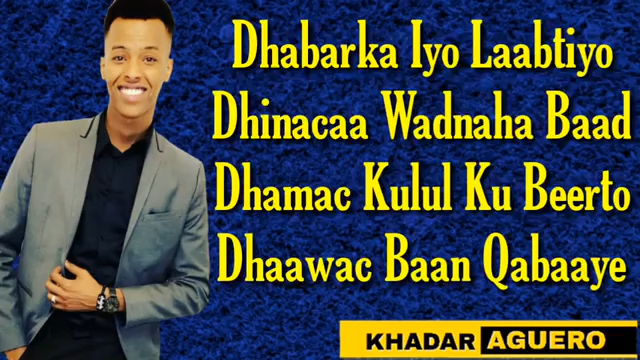 Dhabarka Iyo Laabtiyo
Dhinacaa Wadnaha Baad
Dhamac Kulul Ku Beerto
Dhaawac Baan Qabaaye
KHADAR AGUERO